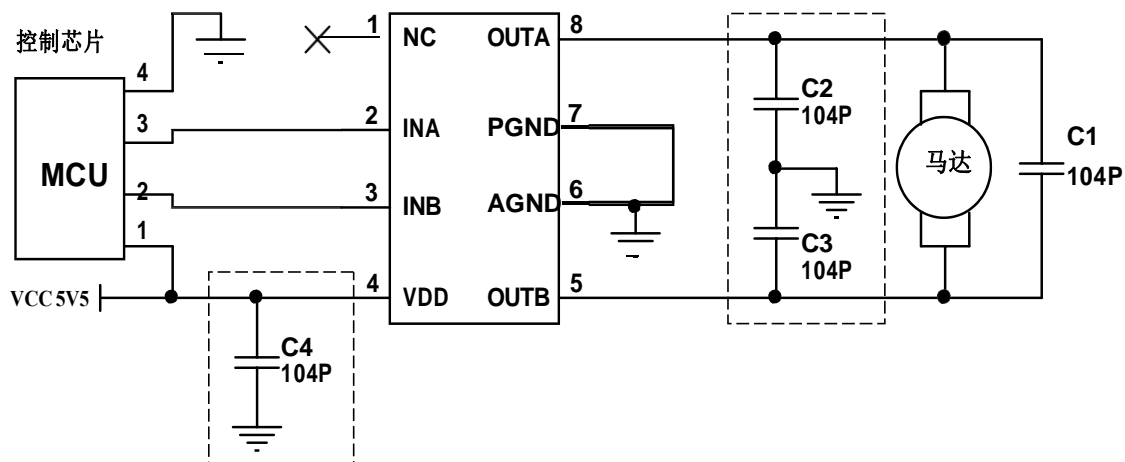 控制芯片
MCU
4
3
2
1
VCC 5V5
1
2
3
4
NC
INA
INB
VDD
OUTA
PGND
AGND
OUTB
8
7
6
5
C4
104P
C2
104P
C3
104P
马达
C1
104P